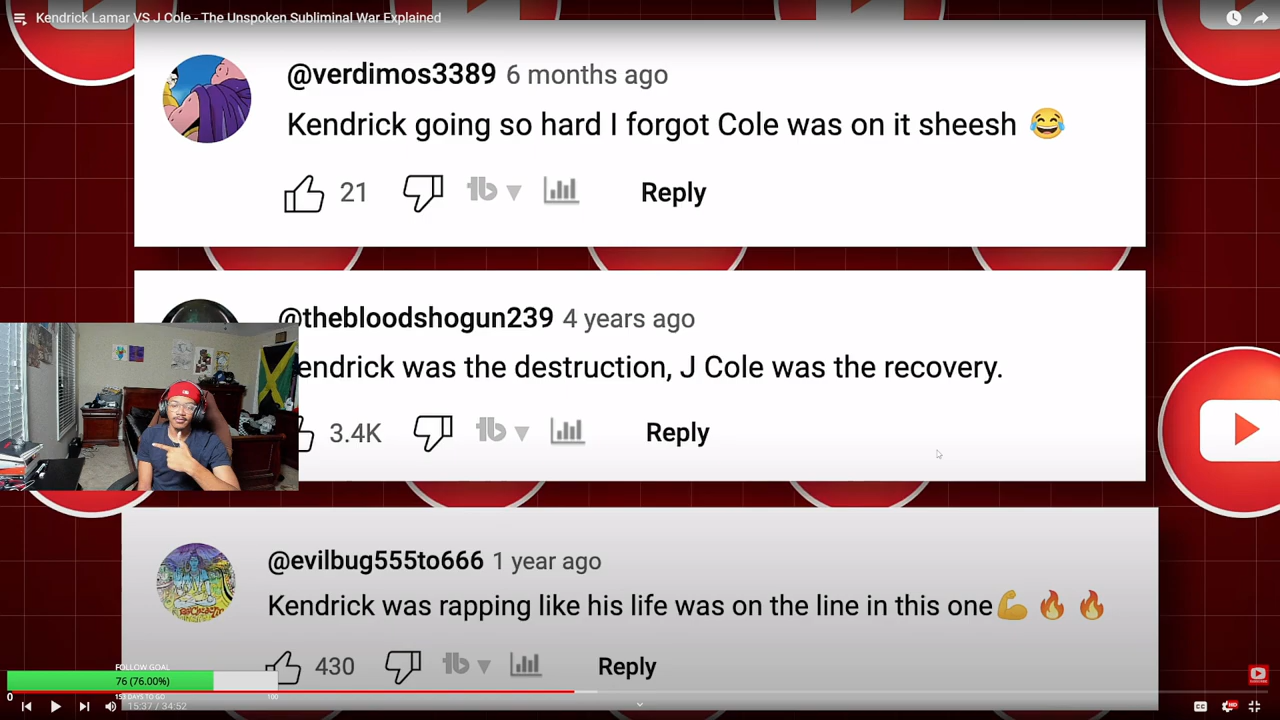 Kendrick Lamar VS J Cole - The Unspoken Subliminal War Explained
@verdimos3389 6 months ago
Kendrick going so hard I forgot Cole was on it sheesh 😂
21
Reply
@thebloodshogun239 4 years ago
endrick was the destruction, J Cole was the recovery.
3.4K
Reply
@evilbug555to666 1 year ago
Kendrick was rapping like his life was on the line in this one💪🔥🔥
430
Reply
FOLLOW GOAL
76 (76.00%)
0
153 DAYS TO GO
100
15:37 / 34:52
CC
HD